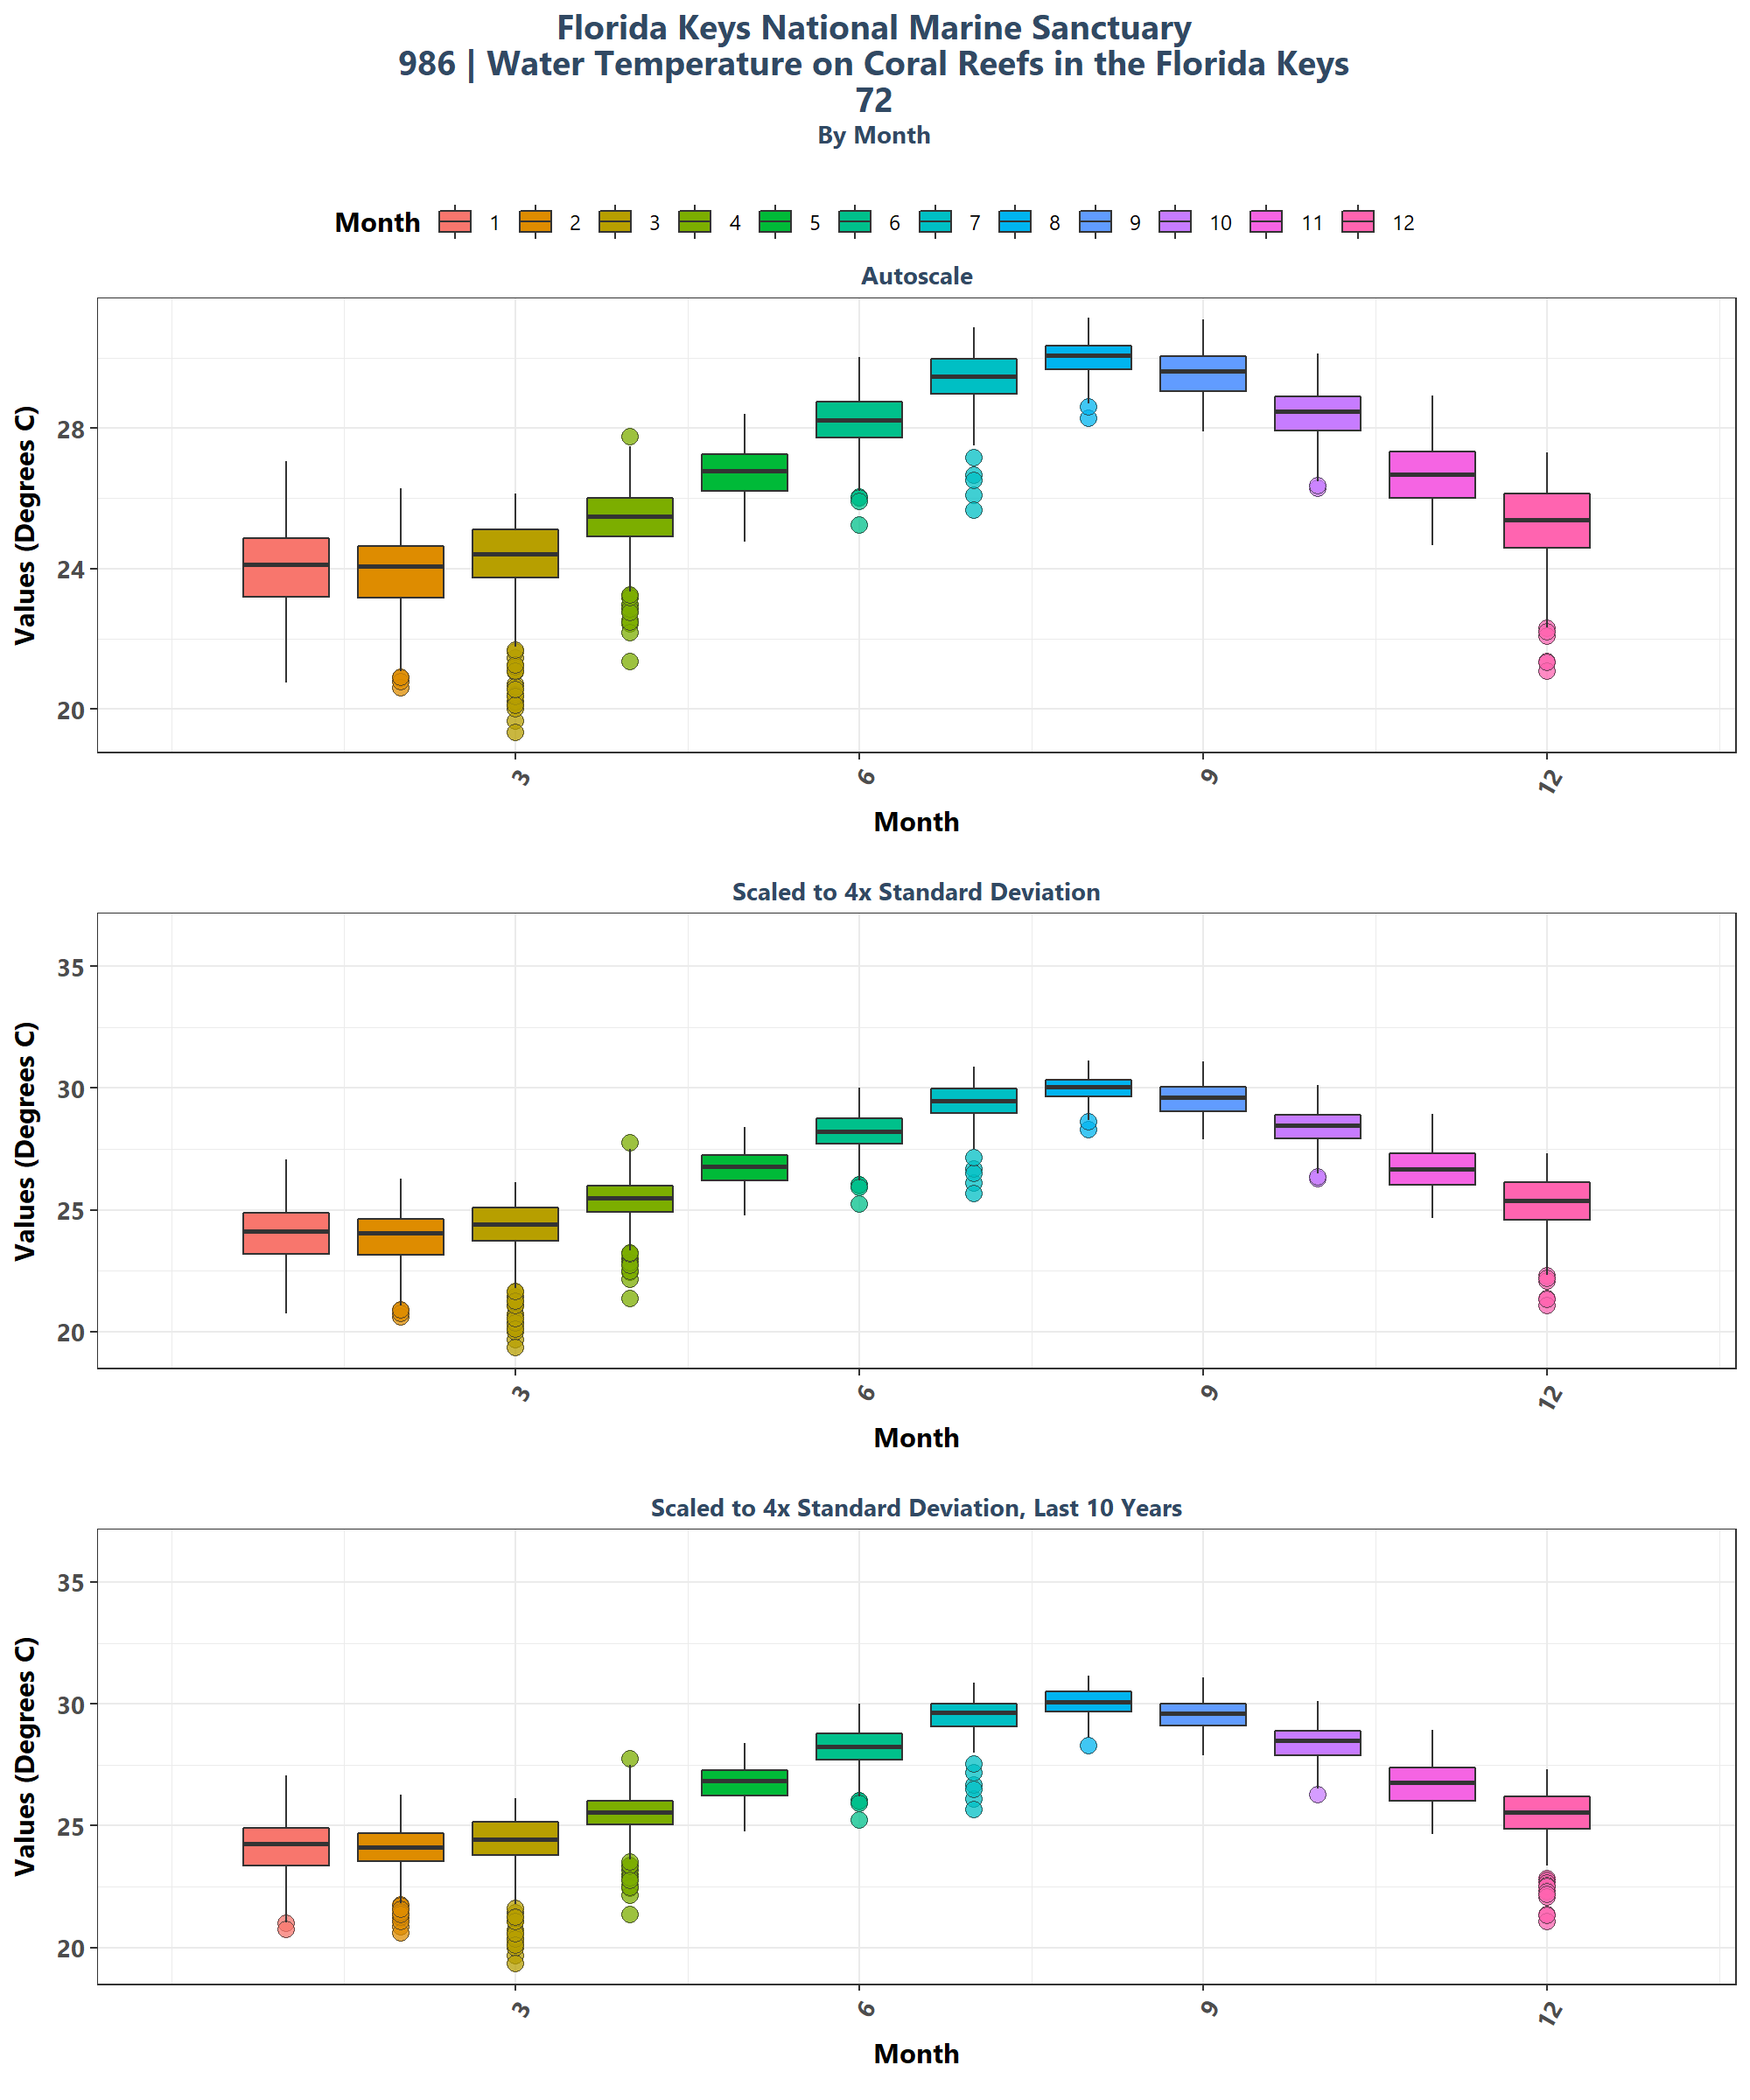 Florida Keys National Marine Sanctuary
986 | Water Temperature on Coral Reefs in the Florida Keys
72
By Month
Month 1 2 3 4 5 6 7 8 9 10 11 12
Autoscale
Values (Degrees C)
28
24
20
3 6 9 12
Month
Scaled to 4x Standard Deviation
Values (Degrees C)
35
30
25
20
3 6 9 12
Month
Scaled to 4x Standard Deviation, Last 10 Years
Values (Degrees C)
35
30
25
20
3 6 9 12
Month